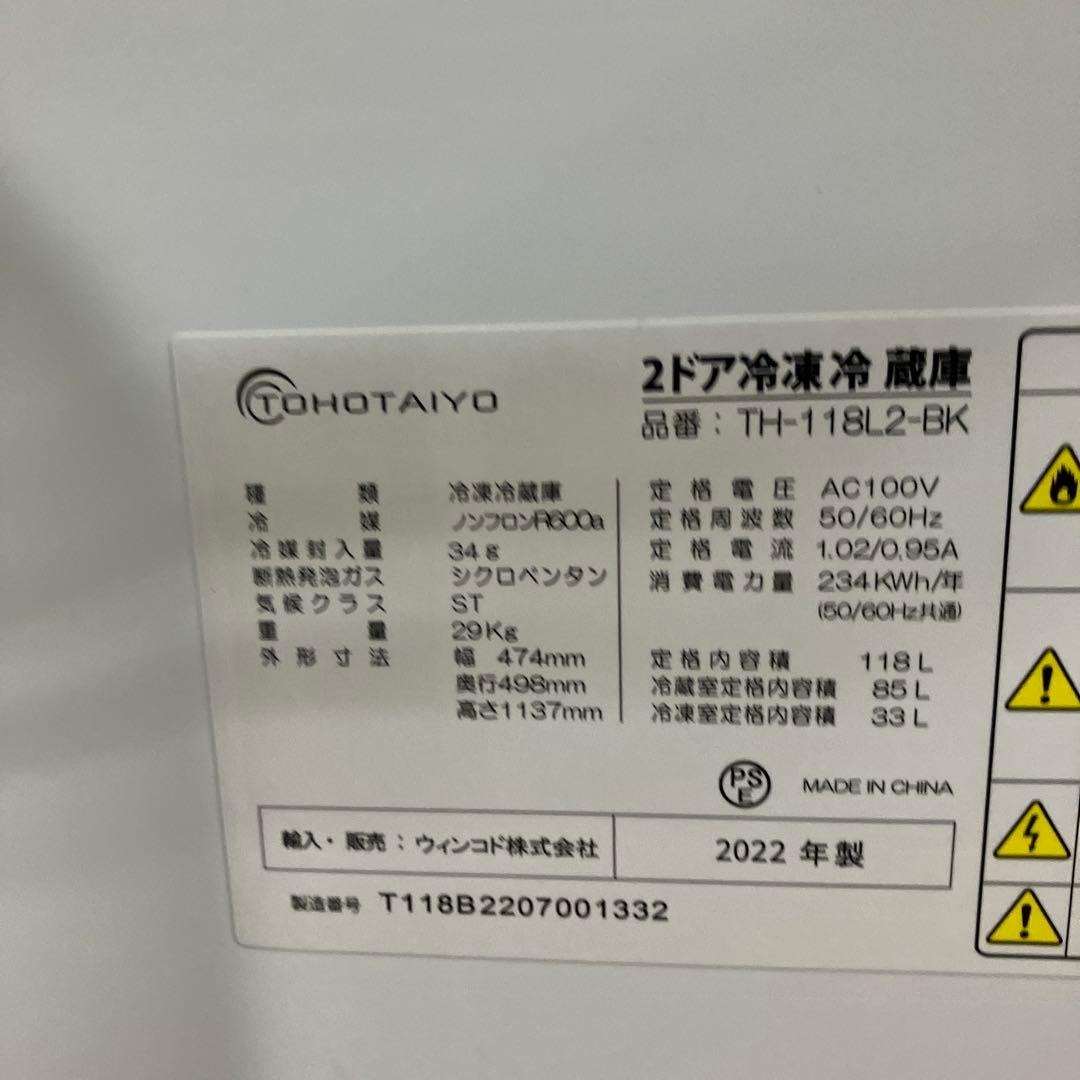 TOHOTAIYO
2ドア冷凍冷蔵庫
品番：TH-118L2-BK
種類 冷凍冷蔵庫
冷媒 ノンフロンR600a
冷媒封入量 34g
断熱発泡ガス シクロペンタン
気候クラス ST
重量 29Kg
外形寸法 幅 474mm
奥行498mm
高さ1137mm
定格電圧 AC100V
定格周波数 50/60Hz
定格電流 1.02/0.95A
消費電力量 234KWh/年
(50/60Hz共通)
定格内容積 118L
冷蔵室定格内容積 85L
冷凍室定格内容積 33L
PSE MADE IN CHINA
輸入・販売：ウィンコド株式会社 2022年製
製造番号 T118B2207001332